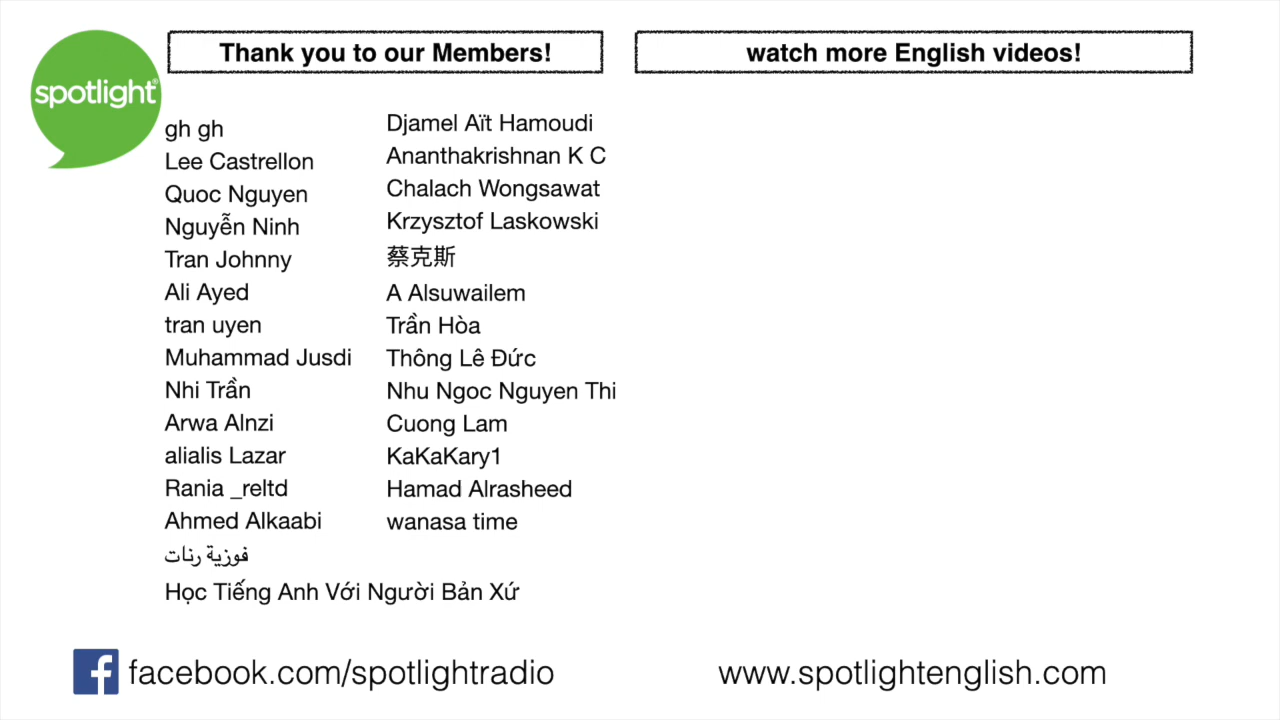 spotlight®
Thank you to our Members!
watch more English videos!
gh gh
Lee Castrellon
Quoc Nguyen
Nguyễn Ninh
Tran Johnny
Ali Ayed
tran uyen
Muhammad Jusdi
Nhi Trần
Arwa Alnzi
alialis Lazar
Rania _reltd
Ahmed Alkaabi
فوزية رنات
Học Tiếng Anh Với Người Bản Xứ
Djamel Aït Hamoudi
Ananthakrishnan K C
Chalach Wongsawat
Krzysztof Laskowski
蔡克斯
A Alsuwailem
Trần Hòa
Thông Lê Đức
Nhu Ngoc Nguyen Thi
Cuong Lam
KaKaKary1
Hamad Alrasheed
wanasa time
facebook.com/spotlightradio
www.spotlightenglish.com